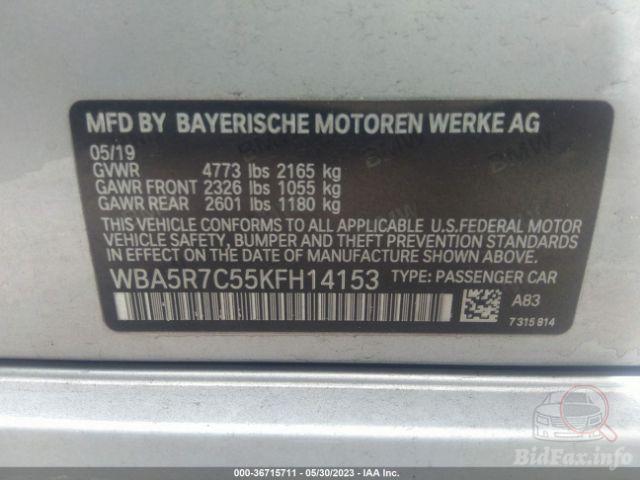 MFD BY BAYERISCHE MOTOREN WERKE AG
05/19
GVWR 4773 lbs 2165 kg
GAWR FRONT 2326 lbs 1055 kg
GAWR REAR 2601 lbs 1180 kg
THIS VEHICLE CONFORMS TO ALL APPLICABLE U.S.FEDERAL MOTOR
VEHICLE SAFETY, BUMPER AND THEFT PREVENTION STANDARDS
IN EFFECT ON THE DATE OF MANUFACTURE SHOWN ABOVE.
WBA5R7C55KFH14153 TYPE: PASSENGER CAR
A83
7315814
BidFax.info
000-36715711 - 05/30/2023 - IAA Inc.